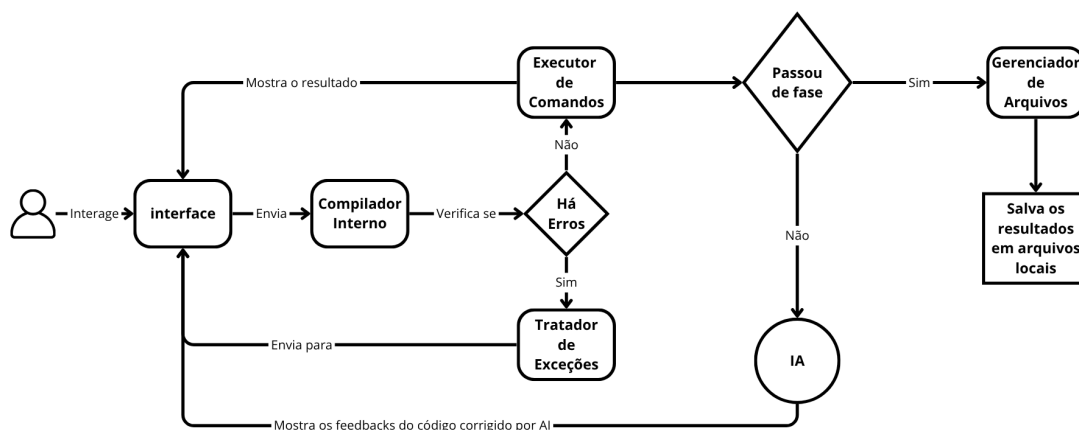 Executor
de
Comandos
Passou
de fase
Gerenciador
de
Arquivos
Mostra o resultado
Sim
Não
Interage
interface
Envia
Compilador
Interno
Verifica se
Há
Erros
Salva os
resultados
em arquivos
locais
Não
Sim
Tratador
de
Exceções
Envia para
IA
Mostra os feedbacks do código corrigido por AI